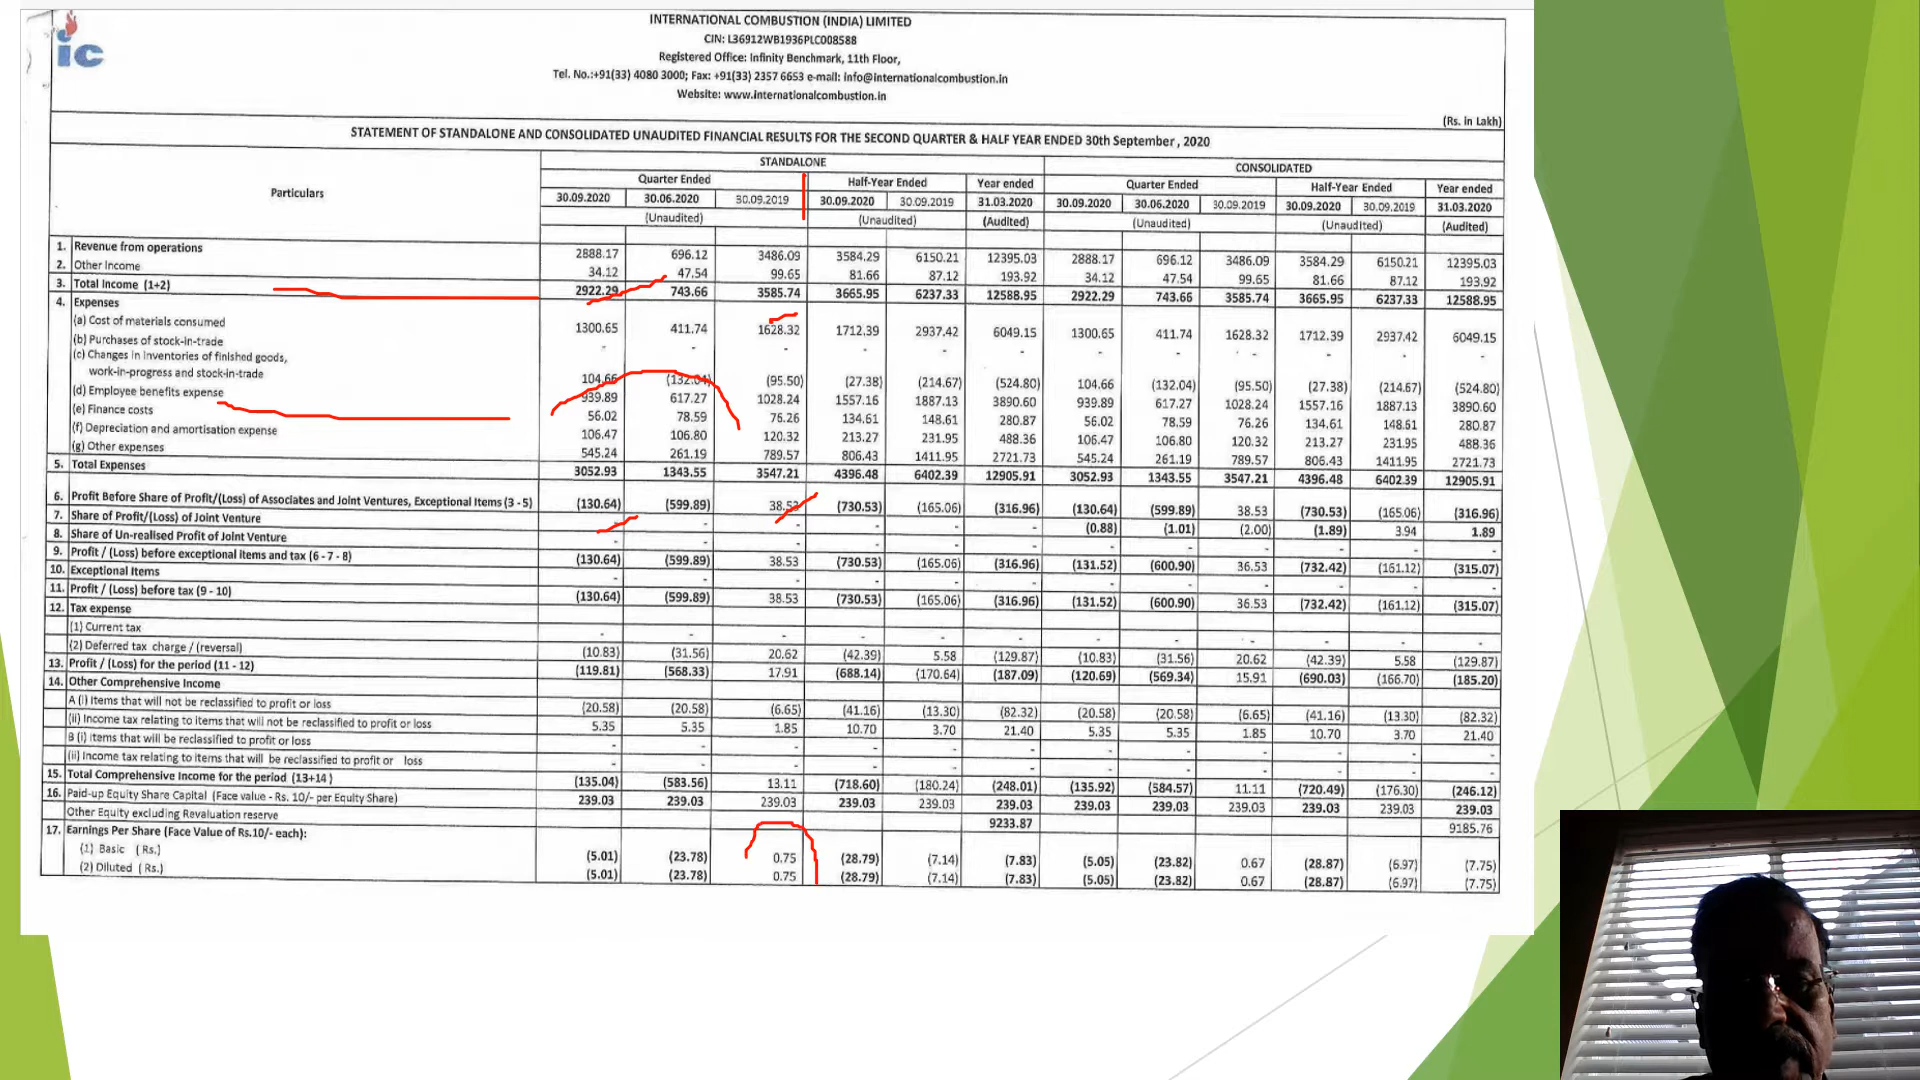 ic
INTERNATIONAL COMBUSTION (INDIA) LIMITED
CIN: L36912WB1936PLC008588
Registered Office: Infinity Benchmark, 11th Floor,
Tel. No.:+91(33) 4080 3000; Fax: +91(33) 2357 6653 e-mail: info@internationalcombustion.in
Website: www.internationalcombustion.in
(Rs. in Lakh)
STATEMENT OF STANDALONE AND CONSOLIDATED UNAUDITED FINANCIAL RESULTS FOR THE SECOND QUARTER & HALF YEAR ENDED 30th September, 2020
Particulars STANDALONE CONSOLIDATED
Quarter Ended Half-Year Ended Year ended Quarter Ended Half-Year Ended Year ended
30.09.2020 30.06.2020 30.09.2019 30.09.2020 30.09.2019 31.03.2020 30.09.2020 30.06.2020 30.09.2019 30.09.2020 30.09.2019 31.03.2020
(Unaudited) (Unaudited) (Audited) (Unaudited) (Unaudited) (Audited)
1. Revenue from operations 2888.17 696.12 3486.09 3584.29 6150.21 12395.03 2888.17 696.12 3486.09 3584.29 6150.21 12395.03
2. Other Income 34.12 47.54 99.65 81.66 87.12 193.92 34.12 47.54 99.65 81.66 87.12 193.92
3. Total Income (1+2) 2922.29 743.66 3585.74 3665.95 6237.33 12588.95 2922.29 743.66 3585.74 3665.95 6237.33 12588.95
4. Expenses
(a) Cost of materials consumed 1300.65 411.74 1628.32 1712.39 2937.42 6049.15 1300.65 411.74 1628.32 1712.39 2937.42 6049.15
(b) Purchases of stock-in-trade - - - - - - - - - - - -
(c) Changes in inventories of finished goods,
work-in-progress and stock-in-trade 104.66 (132.04) (95.50) (27.38) (214.67) (524.80) 104.66 (132.04) (95.50) (27.38) (214.67) (524.80)
(d) Employee benefits expense 939.89 617.27 1028.24 1557.16 1887.13 3890.60 939.89 617.27 1028.24 1557.16 1887.13 3890.60
(e) Finance costs 56.02 78.59 76.26 134.61 148.61 280.87 56.02 78.59 76.26 134.61 148.61 280.87
(f) Depreciation and amortisation expense 106.47 106.80 120.32 213.27 231.95 488.36 106.47 106.80 120.32 213.27 231.95 488.36
(g) Other expenses 545.24 261.19 789.57 806.43 1411.95 2721.73 545.24 261.19 789.57 806.43 1411.95 2721.73
5. Total Expenses 3052.93 1343.55 3547.21 4396.48 6402.39 12905.91 3052.93 1343.55 3547.21 4396.48 6402.39 12905.91
6. Profit Before Share of Profit/(Loss) of Associates and Joint Ventures, Exceptional Items (3 - 5) (130.64) (599.89) 38.53 (730.53) (165.06) (316.96) (130.64) (599.89) 38.53 (730.53) (165.06) (316.96)
7. Share of Profit/(Loss) of Joint Venture - - - - - - (0.88) (1.01) (2.00) (1.89) 3.94 1.89
8. Share of Un-realised Profit of Joint Venture - - - - - - - - - - - -
9. Profit / (Loss) before exceptional items and tax (6 - 7 - 8) (130.64) (599.89) 38.53 (730.53) (165.06) (316.96) (131.52) (600.90) 36.53 (732.42) (161.12) (315.07)
10. Exceptional Items - - - - - - - - - - - -
11. Profit / (Loss) before tax (9 - 10) (130.64) (599.89) 38.53 (730.53) (165.06) (316.96) (131.52) (600.90) 36.53 (732.42) (161.12) (315.07)
12. Tax expense
(1) Current tax - - - - - - - - - - - -
(2) Deferred tax charge / (reversal) (10.83) (31.56) 20.62 (42.39) 5.58 (129.87) (10.83) (31.56) 20.62 (42.39) 5.58 (129.87)
13. Profit / (Loss) for the period (11 - 12) (119.81) (568.33) 17.91 (688.14) (170.64) (187.09) (120.69) (569.34) 15.91 (690.03) (166.70) (185.20)
14. Other Comprehensive Income
A (i) Items that will not be reclassified to profit or loss (20.58) (20.58) (6.65) (41.16) (13.30) (82.32) (20.58) (20.58) (6.65) (41.16) (13.30) (82.32)
(ii) Income tax relating to items that will not be reclassified to profit or loss 5.35 5.35 1.85 10.70 3.70 21.40 5.35 5.35 1.85 10.70 3.70 21.40
B (i) items that will be reclassified to profit or loss - - - - - - - - - - - -
(ii) Income tax relating to items that will be reclassified to profit or loss - - - - - - - - - - - -
15. Total Comprehensive Income for the period (13+14 ) (135.04) (583.56) 13.11 (718.60) (180.24) (248.01) (135.92) (584.57) 11.11 (720.49) (176.30) (246.12)
16. Paid-up Equity Share Capital (Face value - Rs. 10/- per Equity Share) 239.03 239.03 239.03 239.03 239.03 239.03 239.03 239.03 239.03 239.03 239.03 239.03
Other Equity excluding Revaluation reserve 9233.87 9185.76
17. Earnings Per Share (Face Value of Rs.10/- each):
(1) Basic ( Rs.) (5.01) (23.78) 0.75 (28.79) (7.14) (7.83) (5.05) (23.82) 0.67 (28.87) (6.97) (7.75)
(2) Diluted ( Rs.) (5.01) (23.78) 0.75 (28.79) (7.14) (7.83) (5.05) (23.82) 0.67 (28.87) (6.97) (7.75)